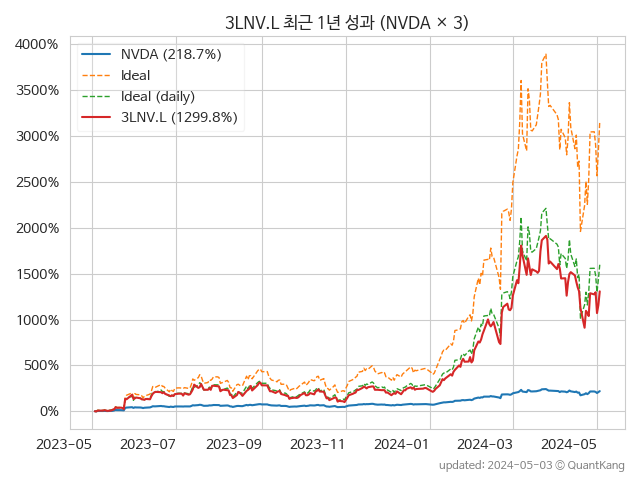 3LNV.L 최근 1년 성과 (NVDA × 3)
4000%
3500%
3000%
2500%
2000%
1500%
1000%
500%
0%
NVDA (218.7%)
Ideal
Ideal (daily)
3LNV.L (1299.8%)
2023-05
2023-07
2023-09
2023-11
2024-01
2024-03
2024-05
updated: 2024-05-03 © QuantKang